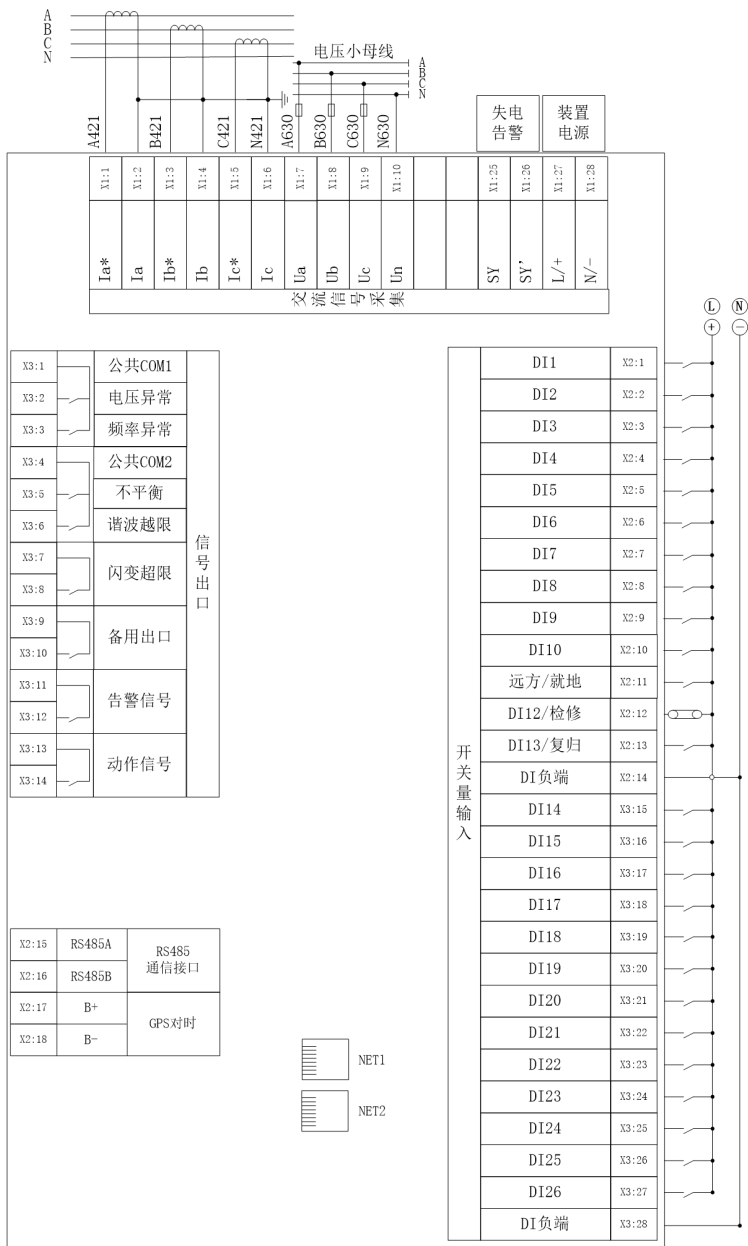 A
B
C
N
电压小母线
A
B
C
N
A421
B421
C421
N421
A630
B630
C630
N630
失电
告警
装置
电源
X1:1
X1:2
X1:3
X1:4
X1:5
X1:6
X1:7
X1:8
X1:9
X1:10
X1:25
X1:26
X1:27
X1:28
Ia*
Ia
Ib*
Ib
Ic*
Ic
Ua
Ub
Uc
Un
SY
SY'
L/+
N/-
交流信号采集
L N
+ -
X3:1 公共COM1
X3:2 电压异常
X3:3 频率异常
X3:4 公共COM2
X3:5 不平衡
X3:6 谐波越限
X3:7
闪变超限
X3:8
X3:9
备用出口
X3:10
X3:11
告警信号
X3:12
X3:13
动作信号
X3:14
信号出口
开关量输入
DI1 X2:1
DI2 X2:2
DI3 X2:3
DI4 X2:4
DI5 X2:5
DI6 X2:6
DI7 X2:7
DI8 X2:8
DI9 X2:9
DI10 X2:10
远方/就地 X2:11
DI12/检修 X2:12
DI13/复归 X2:13
DI负端 X2:14
DI14 X3:15
DI15 X3:16
DI16 X3:17
DI17 X3:18
DI18 X3:19
DI19 X3:20
DI20 X3:21
DI21 X3:22
DI22 X3:23
DI23 X3:24
DI24 X3:25
DI25 X3:26
DI26 X3:27
DI负端 X3:28
X2:15 RS485A
X2:16 RS485B
RS485
通信接口
X2:17 B+
X2:18 B-
GPS对时
NET1
NET2